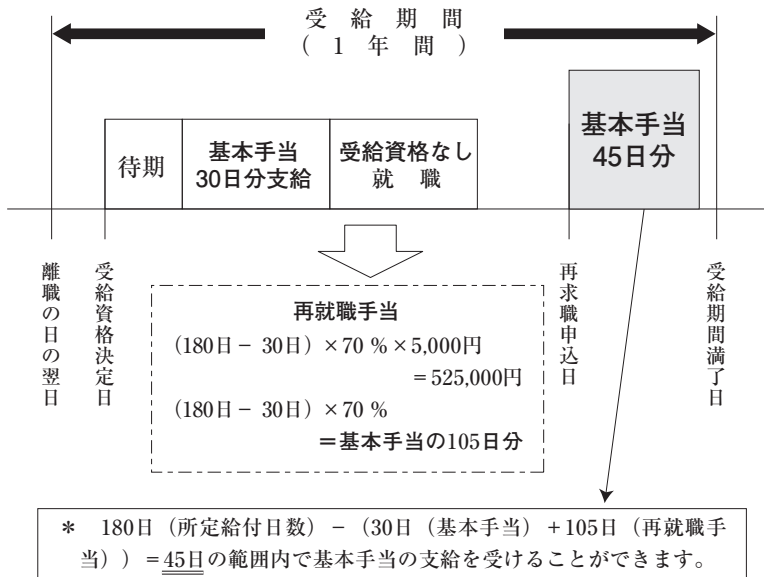 受 給 期 間
( 1 年 間 )
待期
基本手当
30日分支給
受給資格なし
就　職
基本手当
45日分
離職の日の翌日
受給資格決定日
再求職申込日
受給期間満了日
再就職手当
(180日－ 30日) ×70 %×5,000円
＝525,000円
(180日－ 30日) ×70 %
＝基本手当の105日分
＊　180日（所定給付日数）－（30日（基本手当）＋105日（再就職手
当））＝45日の範囲内で基本手当の支給を受けることができます。